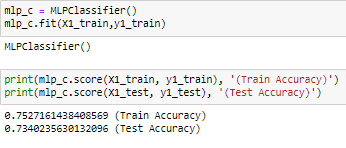 mlp_c = MLPClassifier()
mlp_c.fit(X1_train,y1_train)
MLPClassifier()
print(mlp_c.score(X1_train, y1_train), '(Train Accuracy)')
print(mlp_c.score(X1_test, y1_test), '(Test Accuracy)')
0.7527161438408569 (Train Accuracy)
0.7340235630132096 (Test Accuracy)